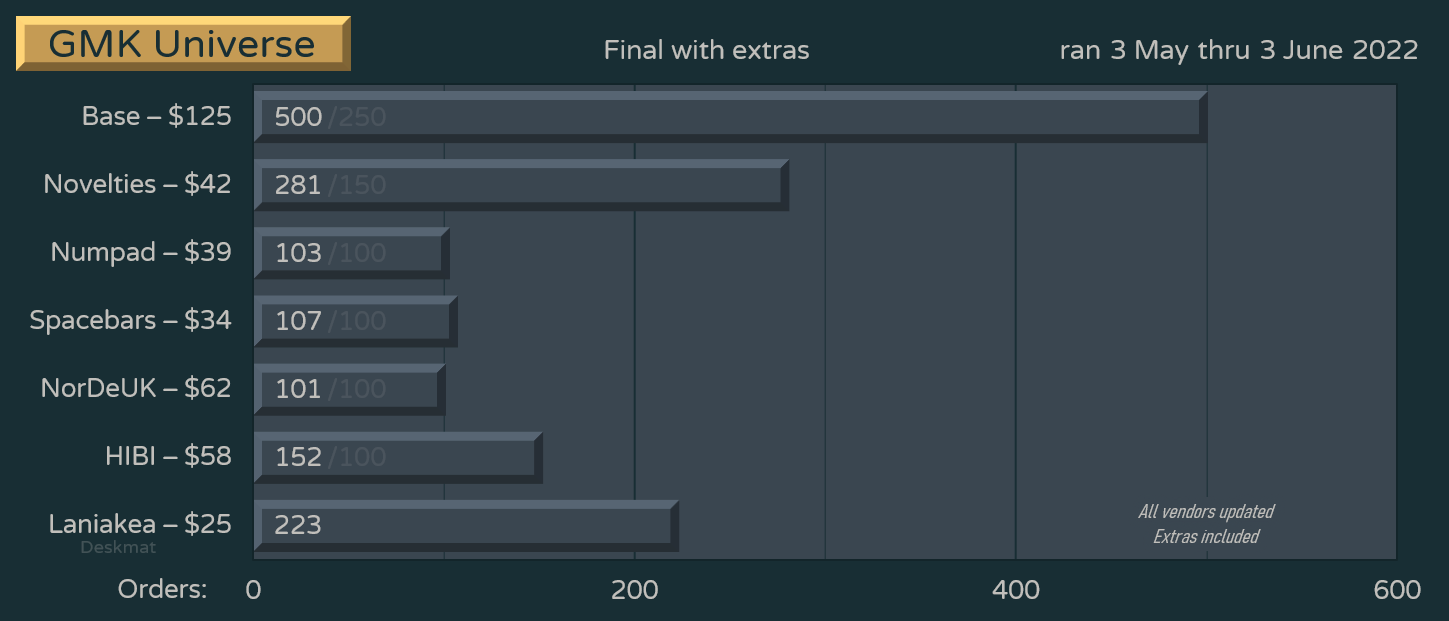 GMK Universe
Final with extras
ran 3 May thru 3 June 2022
Base – $125
500 /250
Novelties – $42
281 /150
Numpad – $39
103 /100
Spacebars – $34
107 /100
NorDeUK – $62
101 /100
HIBI – $58
152 /100
Laniakea – $25
223
Deskmat
All vendors updated
Extras included
Orders: 0 200 400 600